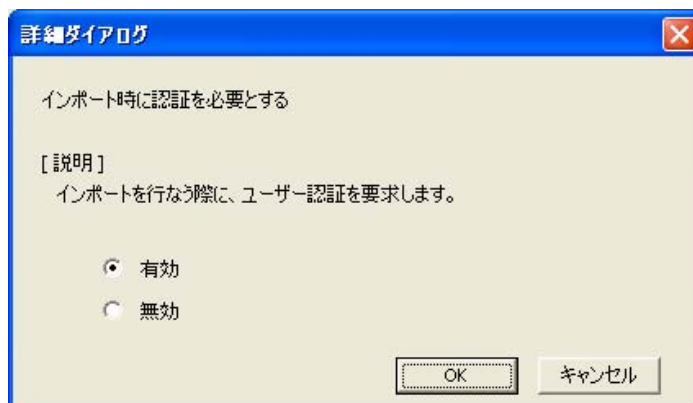 詳細ダイアログ
インポート時に認証を必要とする
[ 説明 ]
インポートを行なう際に、ユーザー認証を要求します。
有効
無効
OK キャンセル